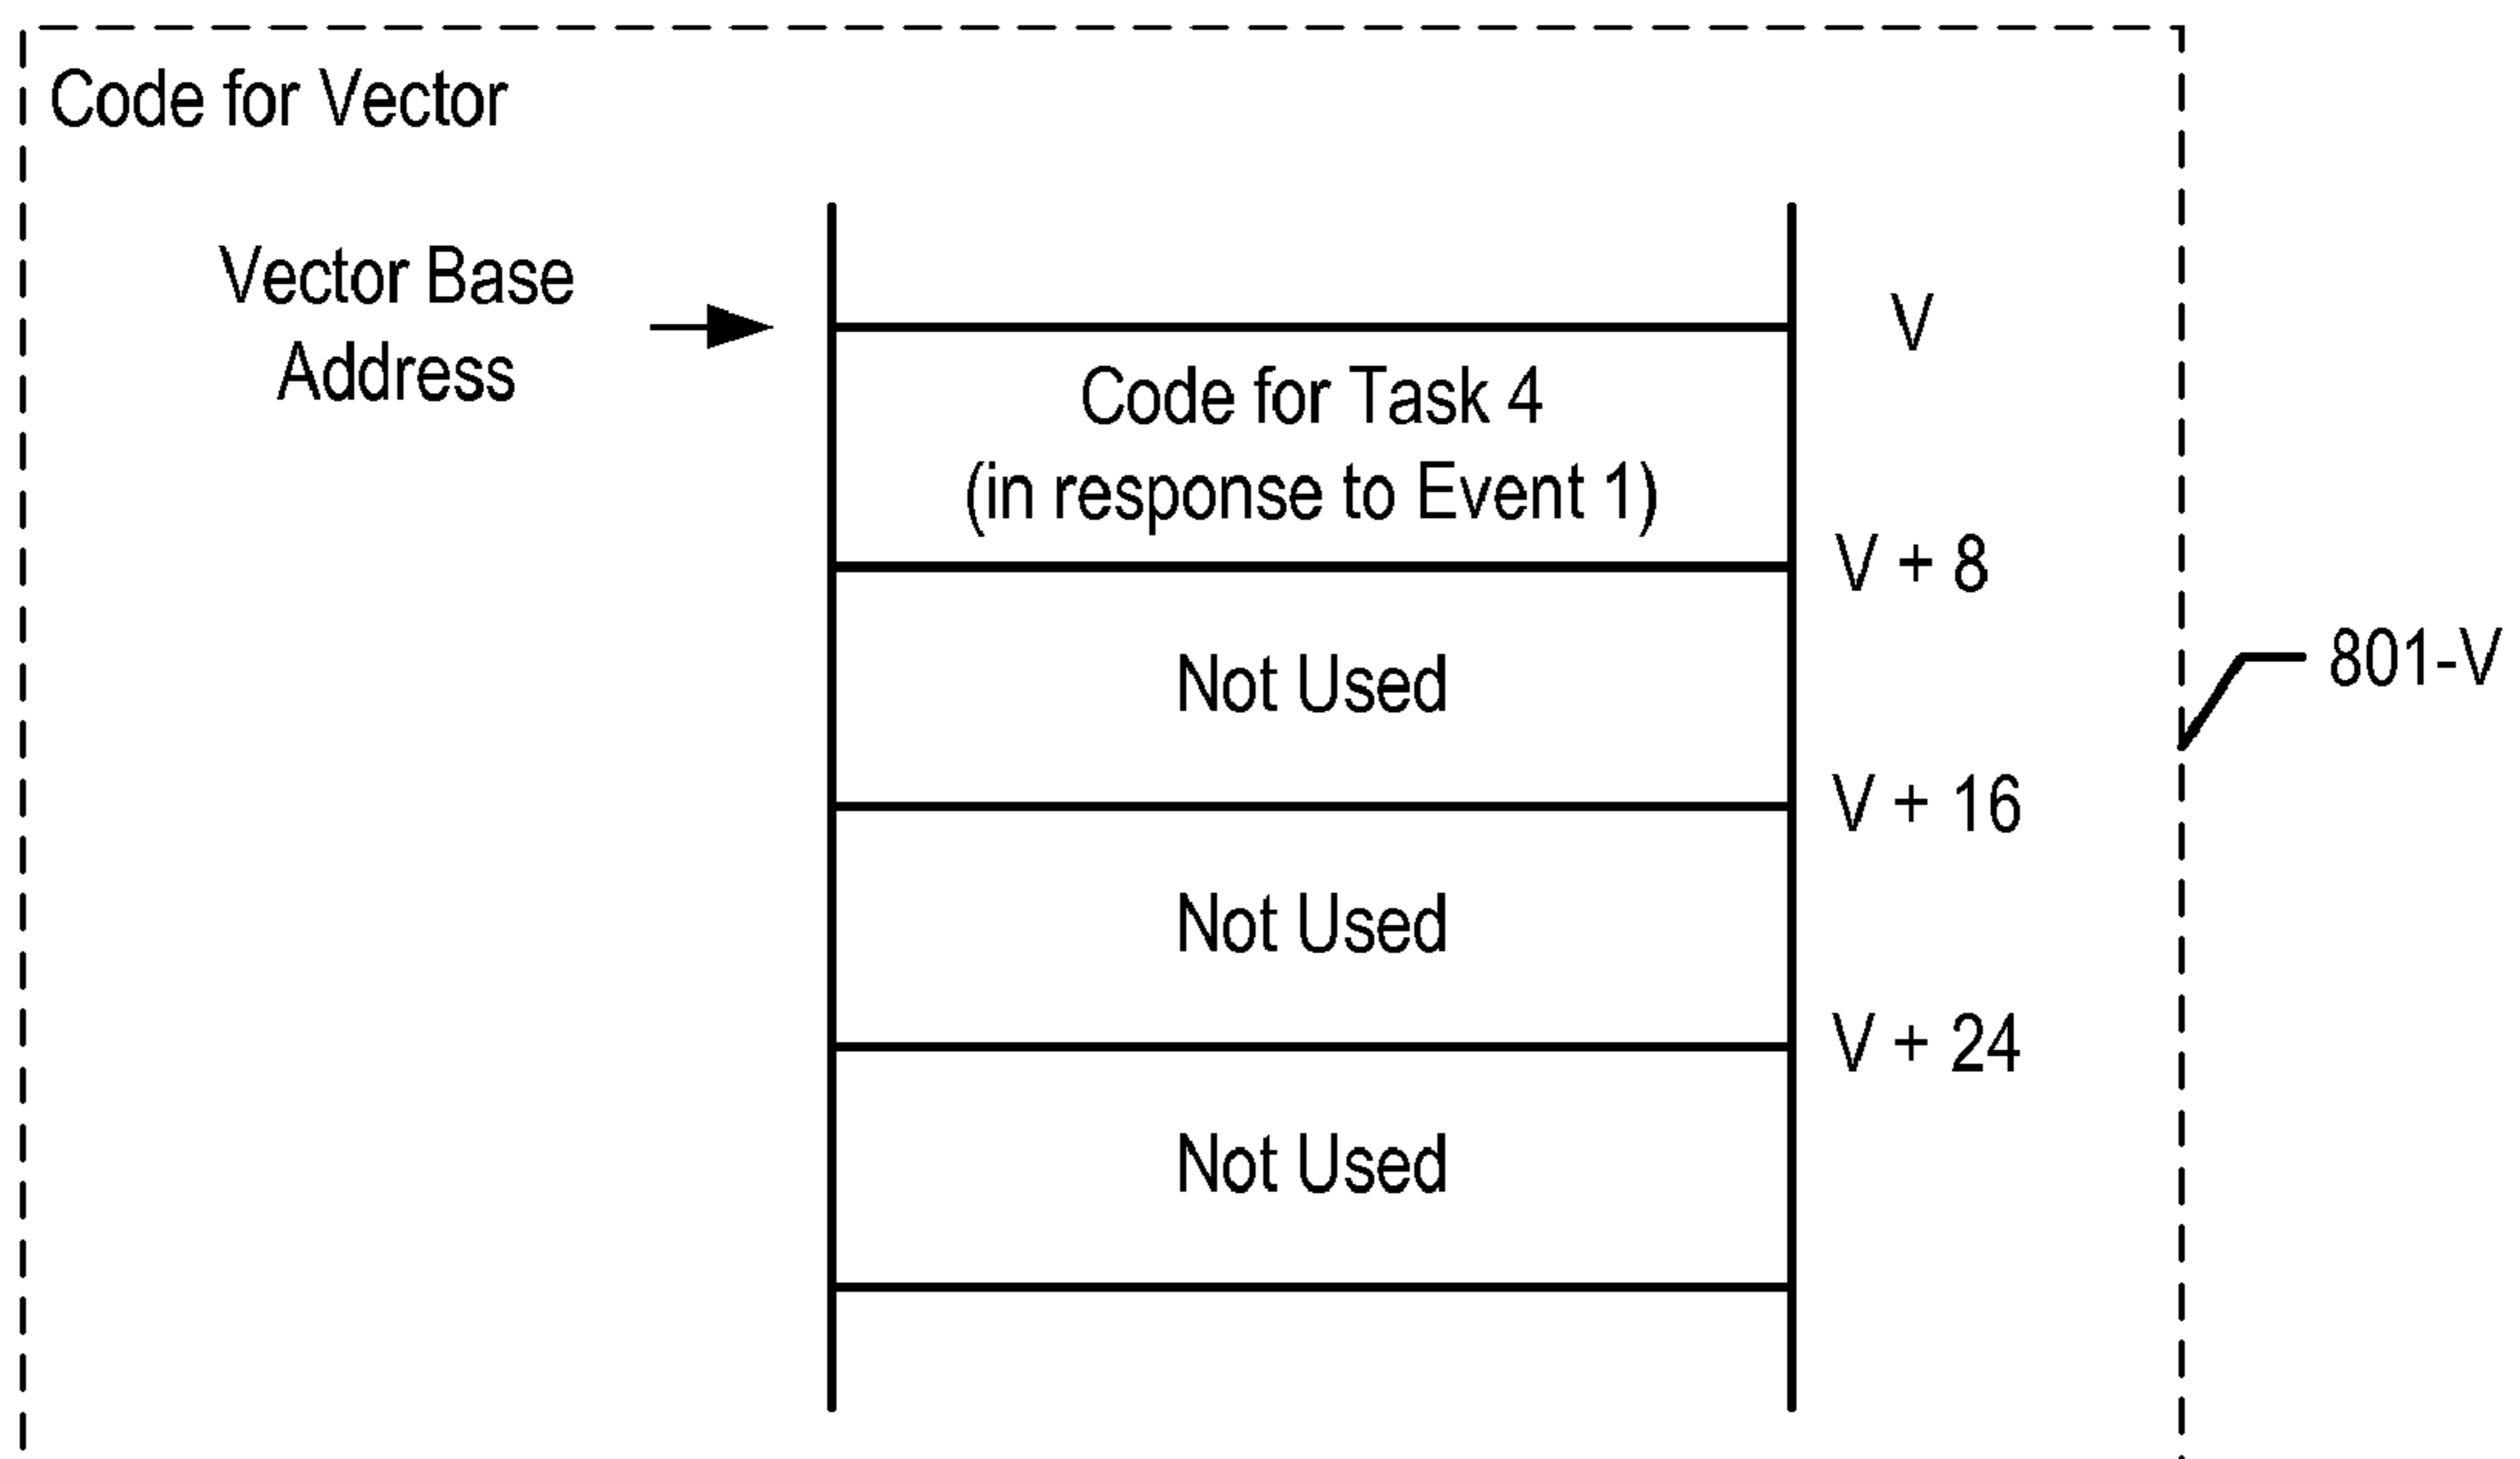 Code for Vector
Vector Base
Address
V
Code for Task 4
(in response to Event 1)
V + 8
Not Used
801-V
V + 16
Not Used
V + 24
Not Used